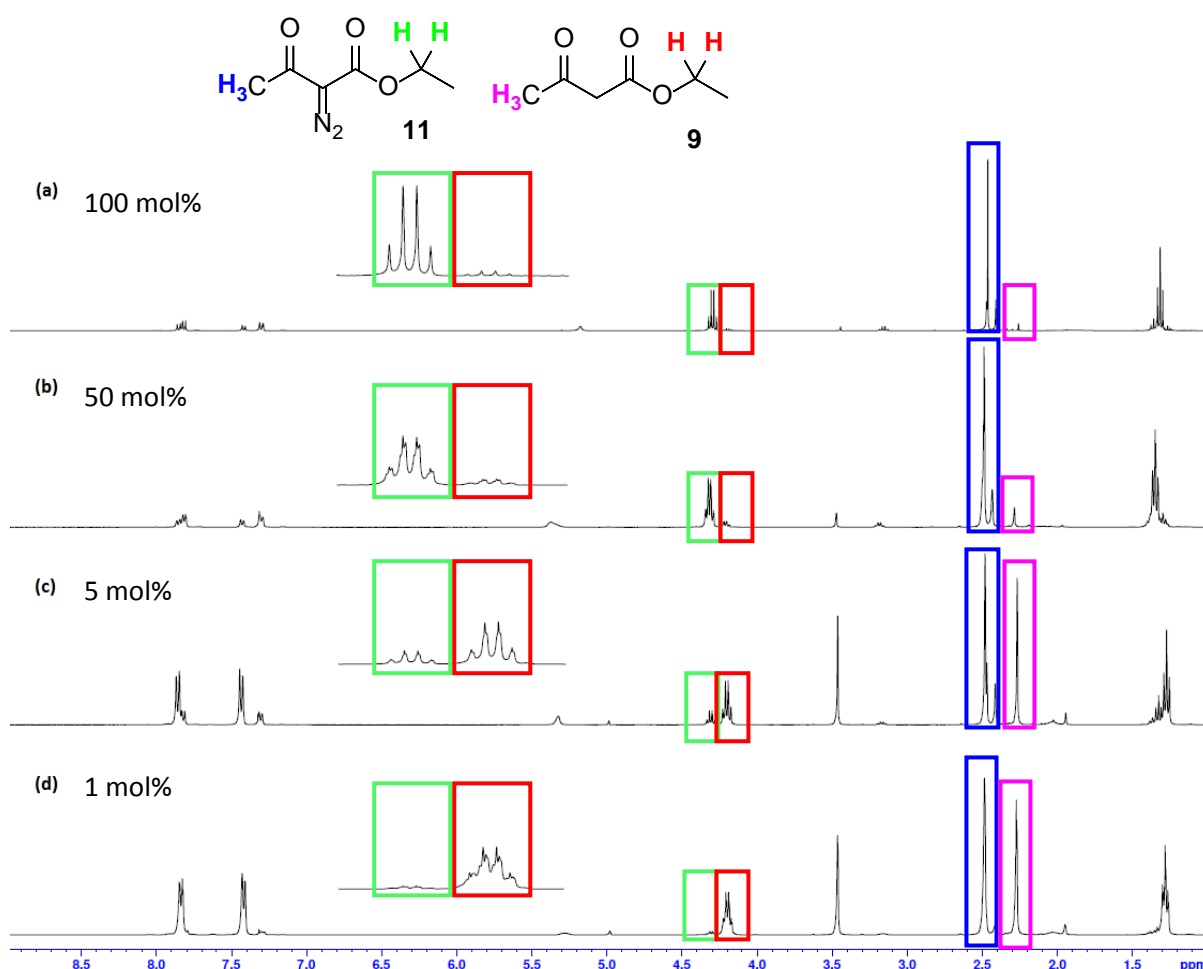 O O H H
H₃C O
N₂ 11
O O H H
H₃C O
9
(a) 100 mol%
(b) 50 mol%
(c) 5 mol%
(d) 1 mol%
8.5 8.0 7.5 7.0 6.5 6.0 5.5 5.0 4.5 4.0 3.5 3.0 2.5 2.0 1.5 ppm